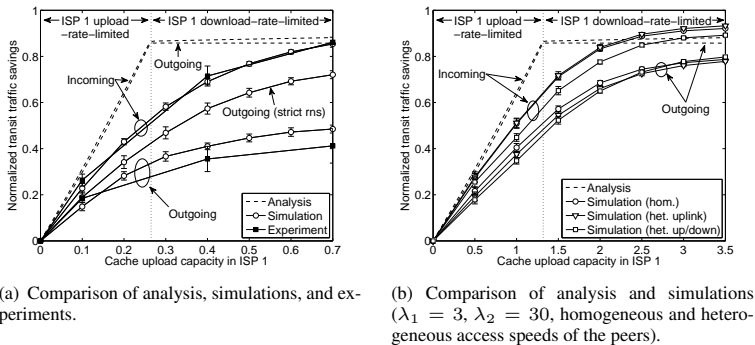 ISP 1 upload
-rate-limited
ISP 1 download-rate-limited
Normalized transit traffic savings
1
0.8
0.6
0.4
0.2
0
Outgoing
Incoming
Outgoing (strict rns)
Outgoing
Analysis
Simulation
Experiment
0 0.1 0.2 0.3 0.4 0.5 0.6 0.7
Cache upload capacity in ISP 1
(a) Comparison of analysis, simulations, and ex-
periments.
ISP 1 upload
-rate-limited
ISP 1 download-rate-limited
Normalized transit traffic savings
1
0.8
0.6
0.4
0.2
0
Incoming
Outgoing
Analysis
Simulation (hom.)
Simulation (het. uplink)
Simulation (het. up/down)
0 0.5 1 1.5 2 2.5 3 3.5
Cache upload capacity in ISP 1
(b) Comparison of analysis and simulations
(λ1 = 3, λ2 = 30, homogeneous and hetero-
geneous access speeds of the peers).